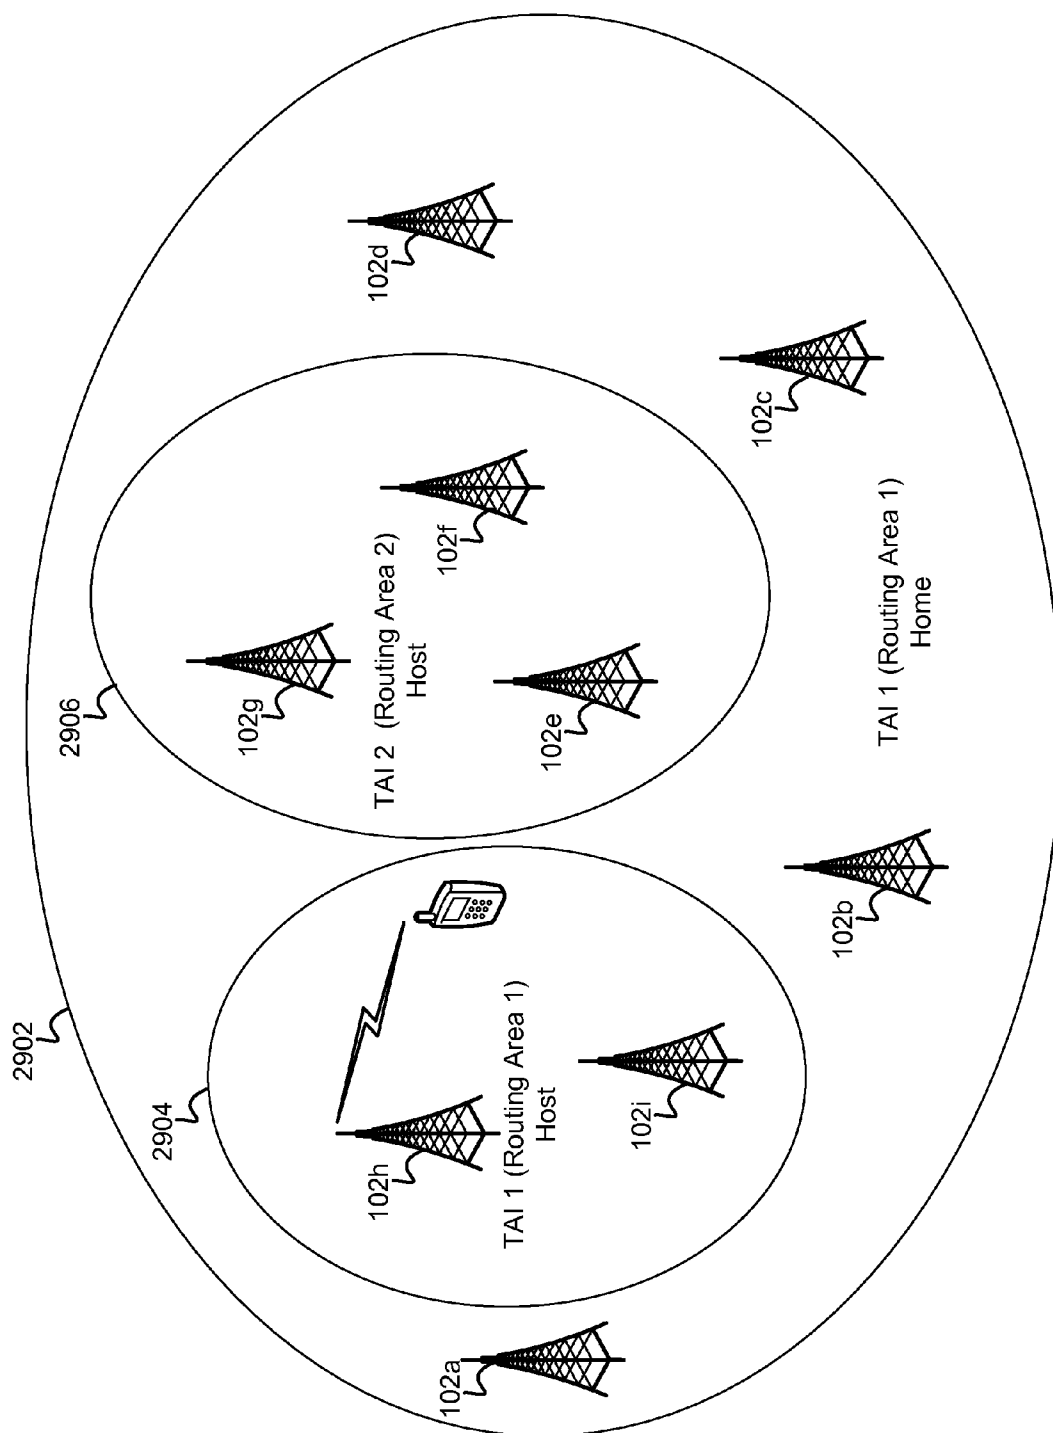 2902
2904
2906
102d
102g
102f
TAI 2 (Routing Area 2)
Host
102h
102e
TAI 1 (Routing Area 1)
Host
102a
102i
102c
102b
TAI 1 (Routing Area 1)
Home